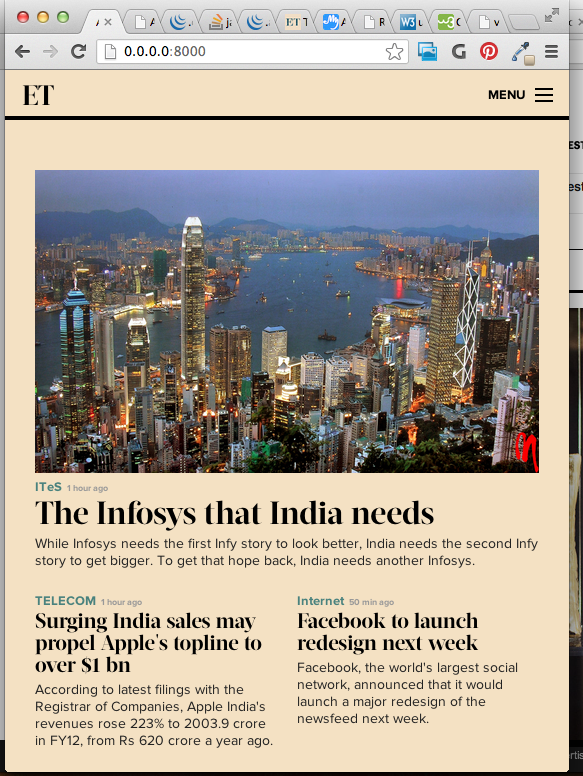 0.0.0.0:8000
ET
MENU
ITeS 1 hour ago
The Infosys that India needs
While Infosys needs the first Infy story to look better, India needs the second Infy
story to get bigger. To get that hope back, India needs another Infosys.
TELECOM 1 hour ago
Surging India sales may
propel Apple's topline to
over $1 bn
According to latest filings with the
Registrar of Companies, Apple India's
revenues rose 223% to 2003.9 crore
in FY12, from Rs 620 crore a year ago.
Internet 50 min ago
Facebook to launch
redesign next week
Facebook, the world's largest social
network, announced that it would
launch a major redesign of the
newsfeed next week.